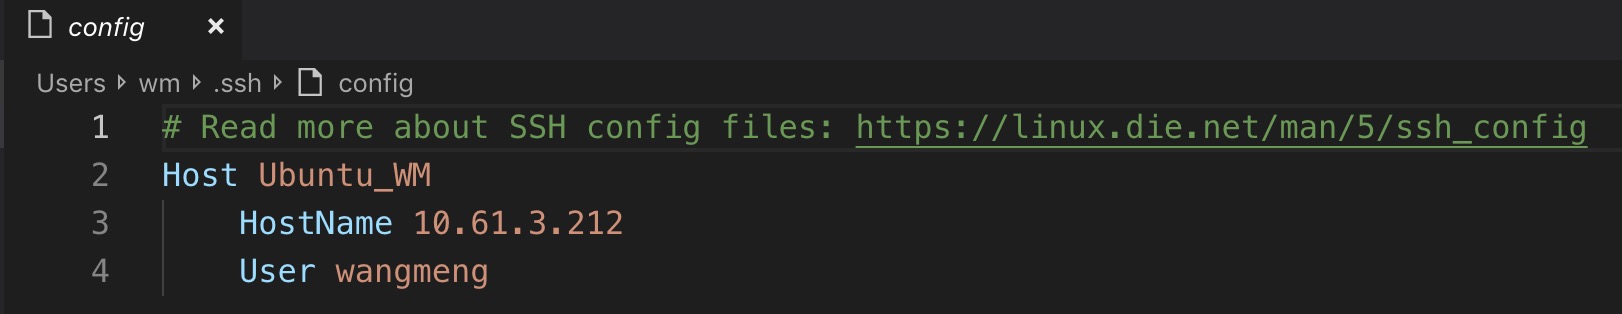 config ×
Users wm .ssh config
1 # Read more about SSH config files: https://linux.die.net/man/5/ssh_config
2 Host Ubuntu_WM
3 HostName 10.61.3.212
4 User wangmeng